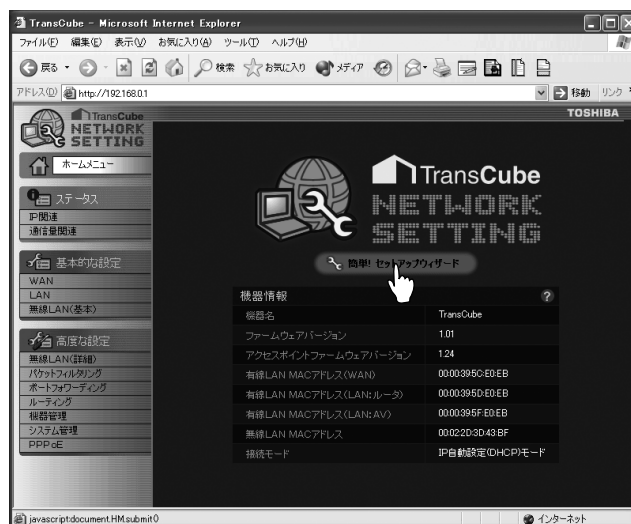 TransCube - Microsoft Internet Explorer
ファイル(F) 編集(E) 表示(V) お気に入り(A) ツール(T) ヘルプ(H)
戻る 検索 お気に入り メディア
アドレス(D) http://192.168.0.1 移動 リンク
TOSHIBA
TransCube
NETWORK
SETTING
ホームメニュー
ステータス
IP関連
通信量関連
基本的な設定
WAN
LAN
無線LAN(基本)
高度な設定
無線LAN(詳細)
パケットフィルタリング
ポートフォワーディング
ルーティング
機器管理
システム管理
PPPoE
TransCube
NETWORK
SETTING
簡単! セットアップウィザード
機器情報 ?
機器名 TransCube
ファームウェアバージョン 1.01
アクセスポイントファームウェアバージョン 1.24
有線LAN MACアドレス(WAN) 00:00:39:5C:E0:EB
有線LAN MACアドレス(LAN:ルータ) 00:00:39:5D:E0:EB
有線LAN MACアドレス(LAN:AV) 00:00:39:5F:E0:EB
無線LAN MACアドレス 00:02:2D:3D:43:BF
接続モード IP自動設定(DHCP)モード
javascript:document.HM.submit() インターネット